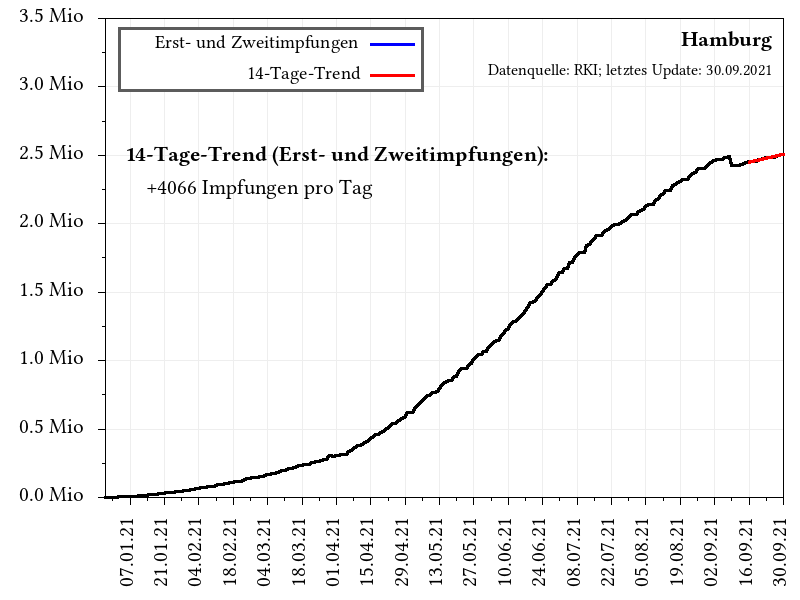 3.5 Mio
3.0 Mio
2.5 Mio
2.0 Mio
1.5 Mio
1.0 Mio
0.5 Mio
0.0 Mio
Erst- und Zweitimpfungen
14-Tage-Trend
Hamburg
Datenquelle: RKI; letztes Update: 30.09.2021
14-Tage-Trend (Erst- und Zweitimpfungen):
+4066 Impfungen pro Tag
07.01.21
21.01.21
04.02.21
18.02.21
04.03.21
18.03.21
01.04.21
15.04.21
29.04.21
13.05.21
27.05.21
10.06.21
24.06.21
08.07.21
22.07.21
05.08.21
19.08.21
02.09.21
16.09.21
30.09.21